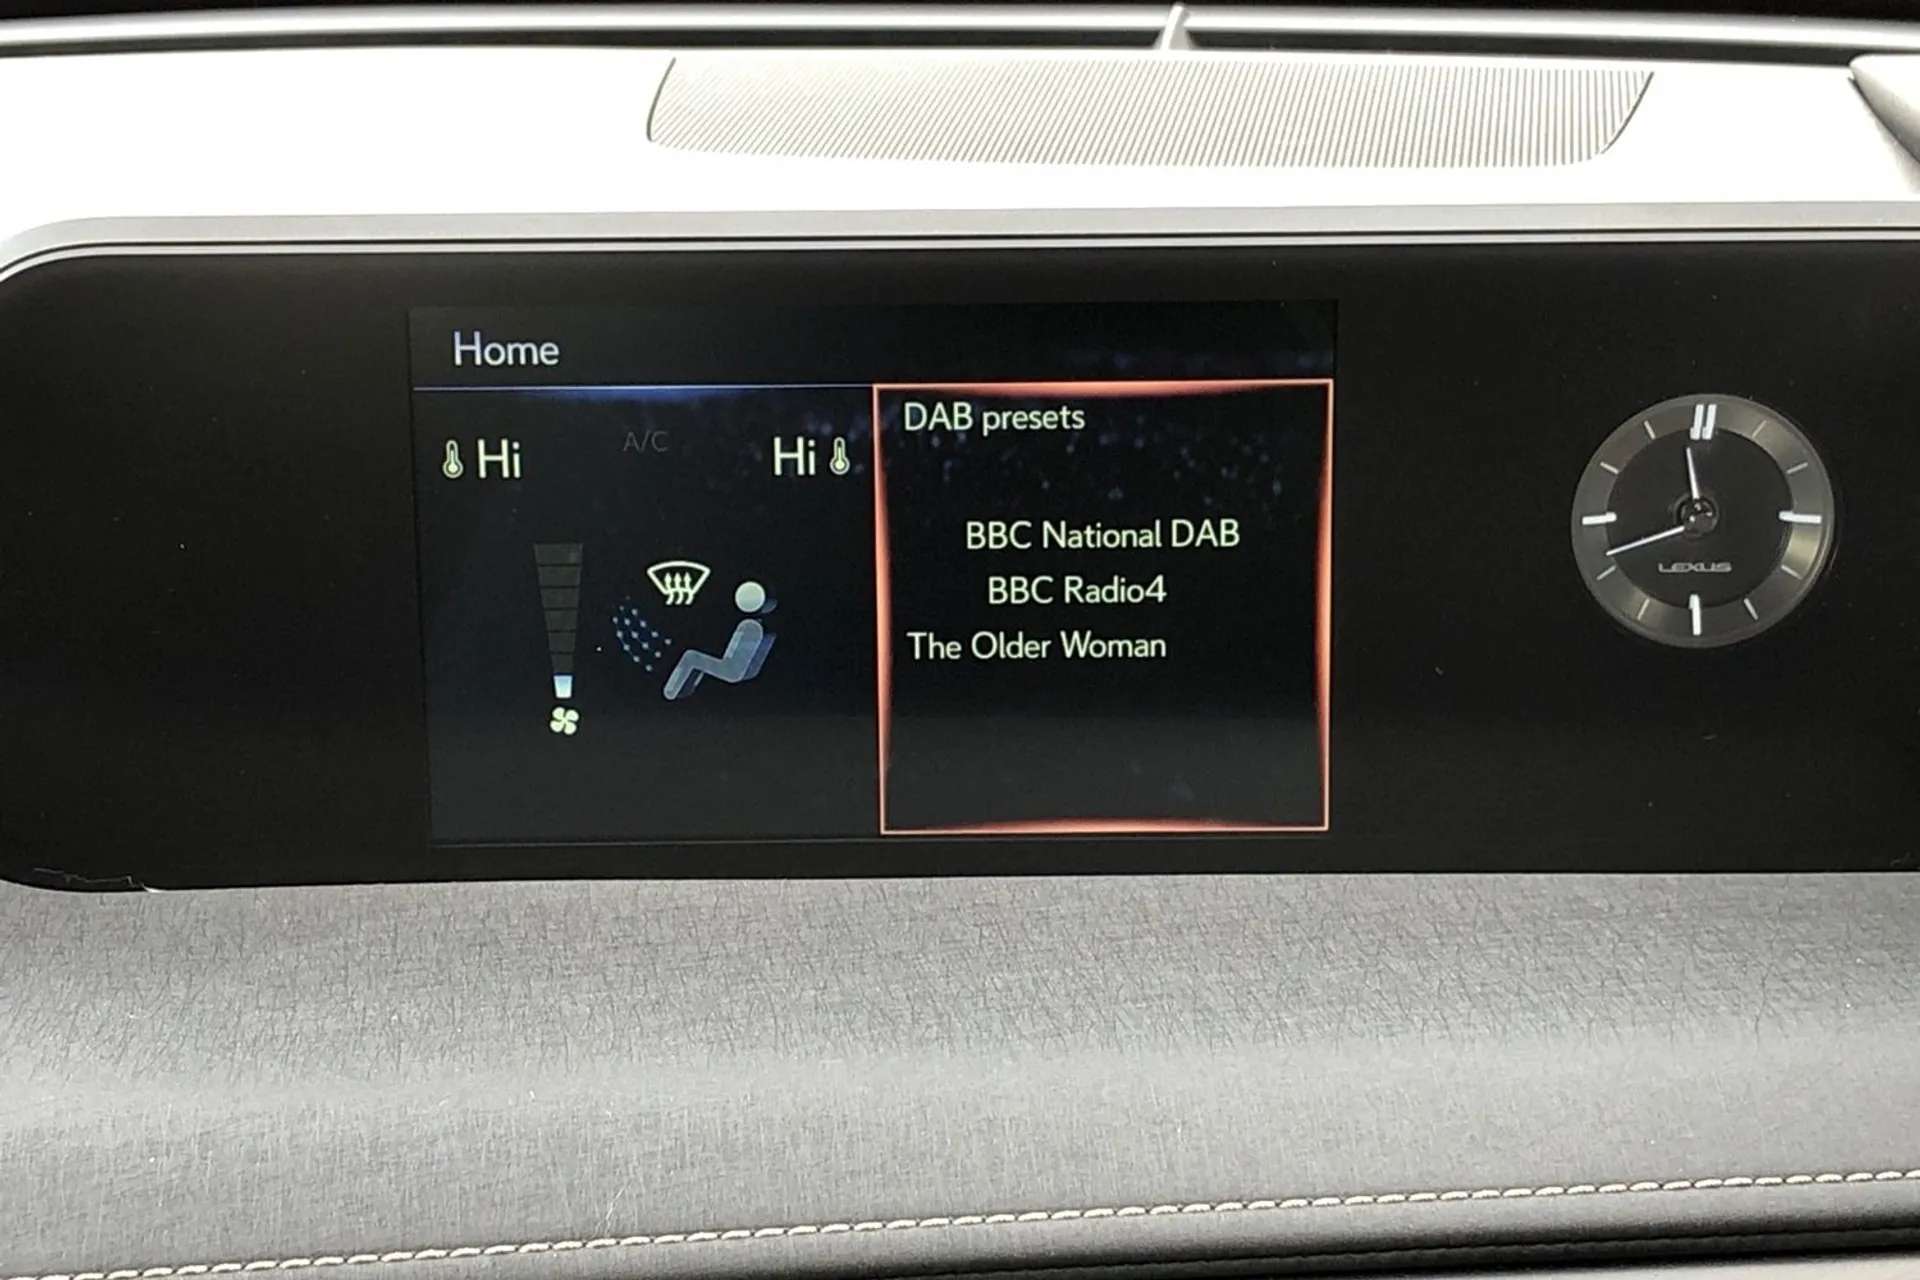 Home
Hi
A/C
Hi
DAB presets
BBC National DAB
BBC Radio4
The Older Woman
LEXUS